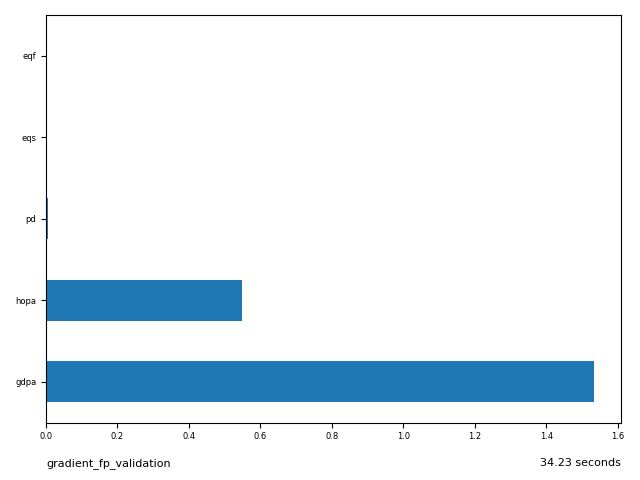 eqf
eqs
pd
hopa
gdpa
0.0 0.2 0.4 0.6 0.8 1.0 1.2 1.4 1.6
gradient_fp_validation 34.23 seconds